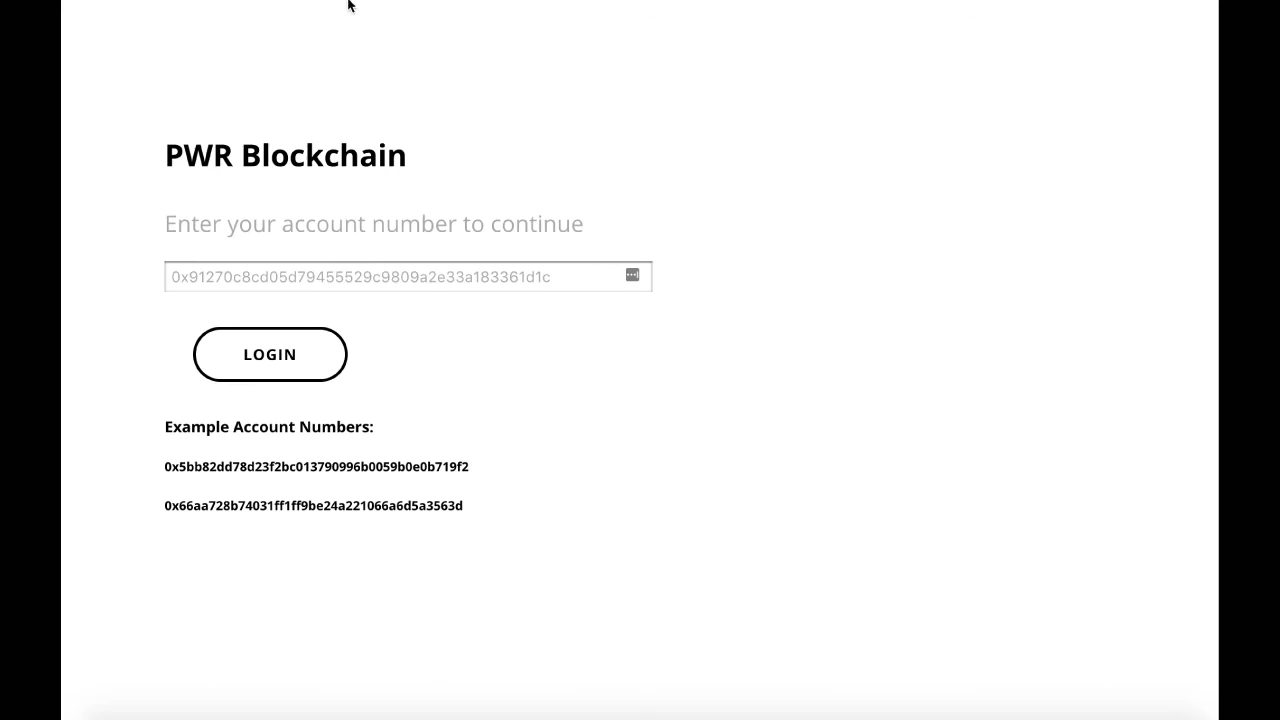 PWR Blockchain
Enter your account number to continue
0x91270c8cd05d79455529c9809a2e33a183361d1c
LOGIN
Example Account Numbers:
0x5bb82dd78d23f2bc013790996b0059b0e0b719f2
0x66aa728b74031ff1ff9be24a221066a6d5a3563d